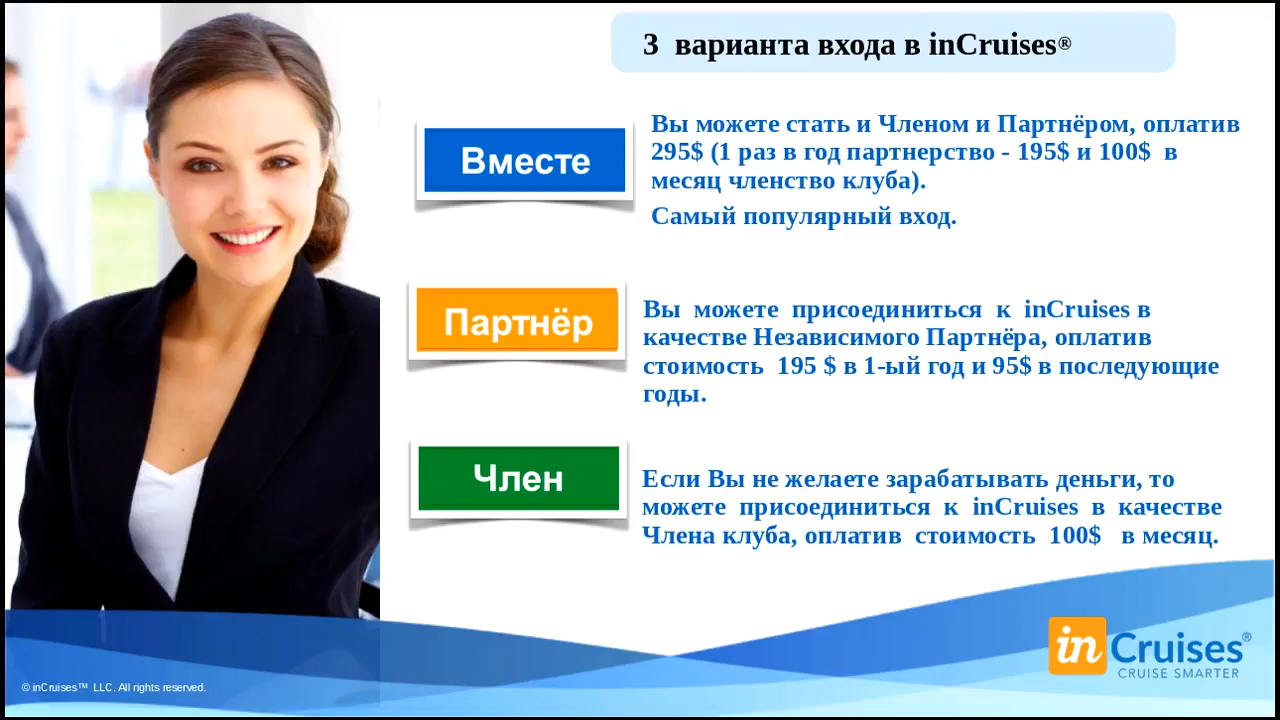 3 варианта входа в inCruises®
Вместе
Вы можете стать и Членом и Партнёром, оплатив
295$ (1 раз в год партнерство - 195$ и 100$ в
месяц членство клуба).
Самый популярный вход.
Партнёр
Вы можете присоединиться к inCruises в
качестве Независимого Партнёра, оплатив
стоимость 195 $ в 1-ый год и 95$ в последующие
годы.
Член
Если Вы не желаете зарабатывать деньги, то
можете присоединиться к inCruises в качестве
Члена клуба, оплатив стоимость 100$ в месяц.
in Cruises®
CRUISE SMARTER
© inCruises™ LLC. All rights reserved.